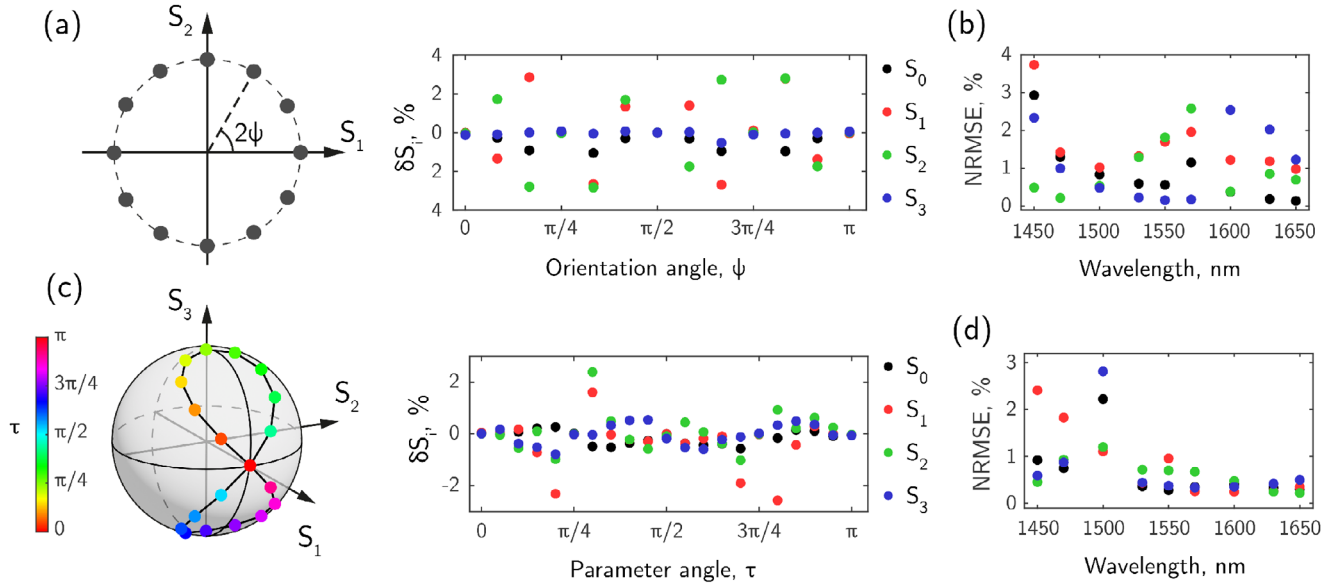 (a)
S₂
S₁
2ψ
δSᵢ, %
4
2
0
2
4
0
π/4
π/2
3π/4
π
Orientation angle, ψ
S₀
S₁
S₂
S₃
(b)
NRMSE, %
4
3
2
1
0
1450
1500
1550
1600
1650
Wavelength, nm
(c)
τ
π
3π/4
π/2
π/4
0
S₃
S₂
S₁
δSᵢ, %
2
0
-2
0
π/4
π/2
3π/4
π
Parameter angle, τ
S₀
S₁
S₂
S₃
(d)
NRMSE, %
3
2
1
0
1450
1500
1550
1600
1650
Wavelength, nm